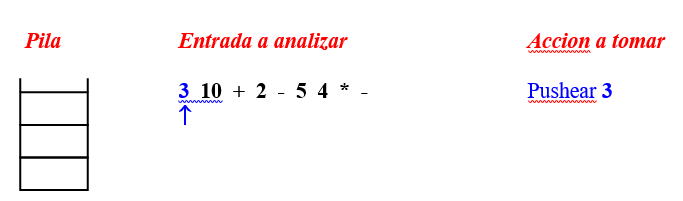 Pila Entrada a analizar Accion a tomar
3 10 + 2 - 5 4 * - Pushear 3